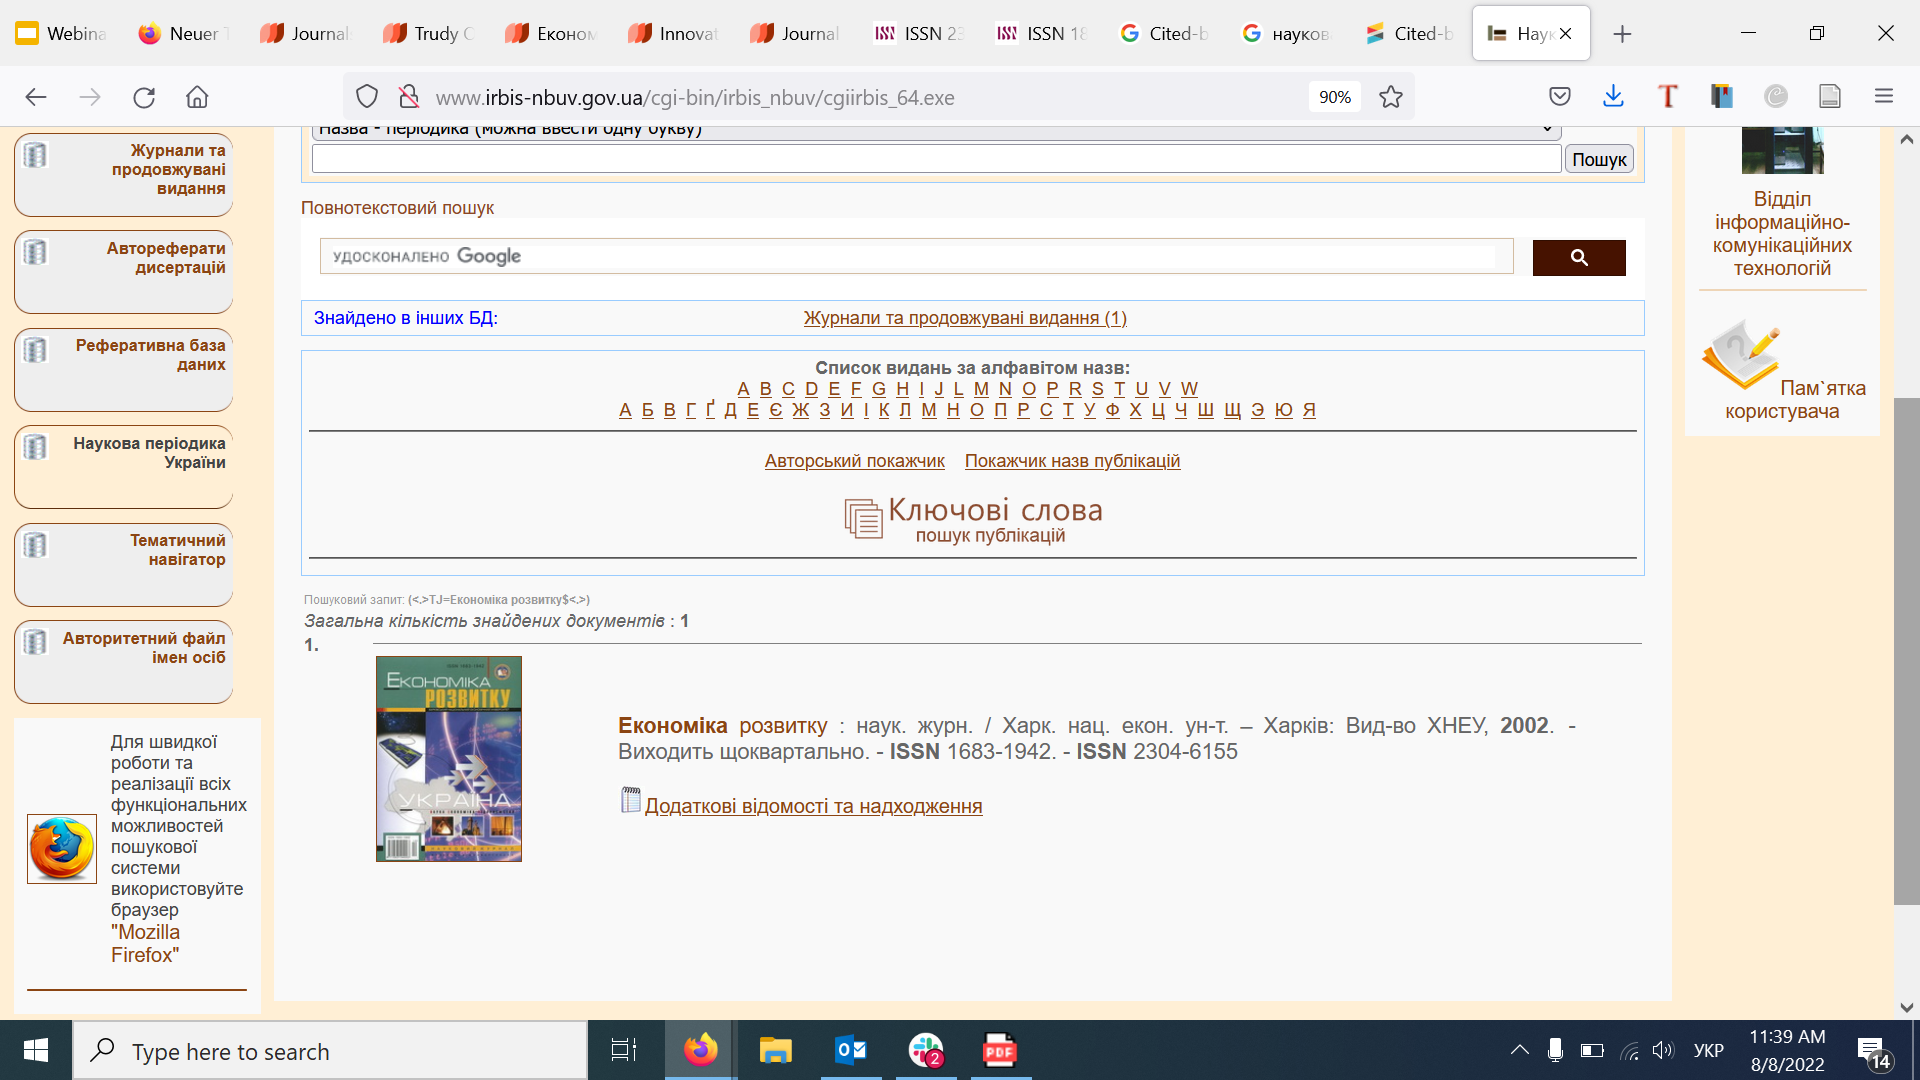 Webina
Neuer T
Journals
Trudy C
Економ
Innovat
Journal
ISSN 23
ISSN 18
Cited-b
наукова
Cited-b
Наук
www.irbis-nbuv.gov.ua/cgi-bin/irbis_nbuv/cgiirbis_64.exe
90%
Журнали та
продовжувані
видання
Автореферати
дисертацій
Реферативна база
даних
Наукова періодика
України
Тематичний
навігатор
Авторитетний файл
імен осіб
Для швидкої
роботи та
реалізації всіх
функціональних
можливостей
пошукової
системи
використовуйте
браузер
"Mozilla
Firefox"
Назва - періодика (можна ввести одну букву)
Пошук
Повнотекстовий пошук
УДОСКОНАЛЕНО Google
Знайдено в інших БД:
Журнали та продовжувані видання (1)
Список видань за алфавітом назв:
A B C D E F G H I J L M N O P R S T U V W
А Б В Г Ґ Д Е Є Ж З И І К Л М Н О П Р С Т У Ф Х Ц Ч Ш Щ Э Ю Я
Авторський покажчик Покажчик назв публікацій
Ключові слова
пошук публікацій
Пошуковий запит: (<.>TJ=Економіка розвитку$<.>)
Загальна кількість знайдених документів : 1
1.
ЕКОНОМІКА
РОЗВИТКУ
УКРАЇНА
Економіка розвитку : наук. журн. / Харк. нац. екон. ун-т. – Харків: Вид-во ХНЕУ, 2002. -
Виходить щоквартально. - ISSN 1683-1942. - ISSN 2304-6155
Додаткові відомості та надходження
Відділ
інформаційно-
комунікаційних
технологій
Пам`ятка
користувача
Type here to search
2
PDF
УКР
11:39 AM
8/8/2022
14